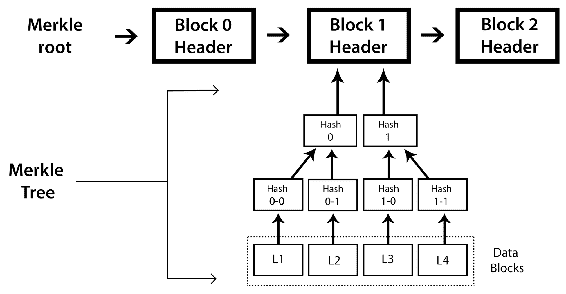 Merkle
root
Block 0
Header
Block 1
Header
Block 2
Header
Merkle
Tree
Hash
0
Hash
1
Hash
0-0
Hash
0-1
Hash
1-0
Hash
1-1
L1
L2
L3
L4
Data
Blocks